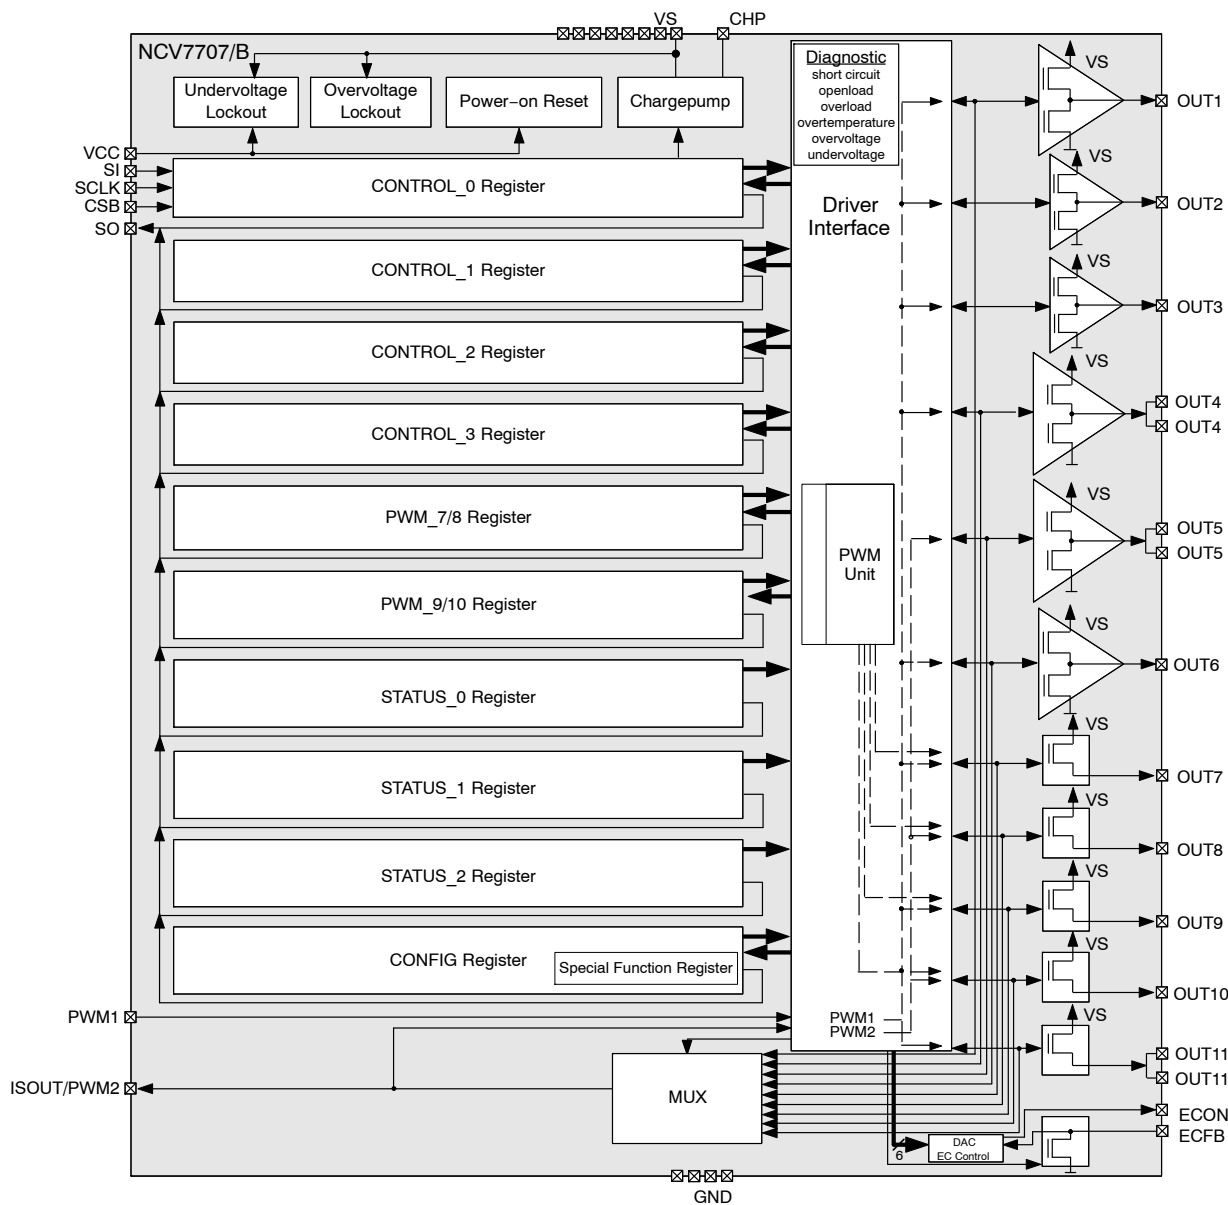 VS
CHP
NCV7707/B
Undervoltage
Lockout
Overvoltage
Lockout
Power−on Reset
Chargepump
Diagnostic
short circuit
openload
overload
overtemperature
overvoltage
undervoltage
VCC
SI
SCLK
CSB
SO
CONTROL_0 Register
CONTROL_1 Register
CONTROL_2 Register
CONTROL_3 Register
PWM_7/8 Register
PWM_9/10 Register
STATUS_0 Register
STATUS_1 Register
STATUS_2 Register
CONFIG Register
Special Function Register
Driver
Interface
PWM
Unit
PWM1
PWM2
PWM1
ISOUT/PWM2
MUX
6
DAC
EC Control
GND
VS
OUT1
VS
OUT2
VS
OUT3
VS
OUT4
OUT4
VS
OUT5
OUT5
VS
OUT6
VS
OUT7
VS
OUT8
VS
OUT9
VS
OUT10
VS
OUT11
OUT11
ECON
ECFB